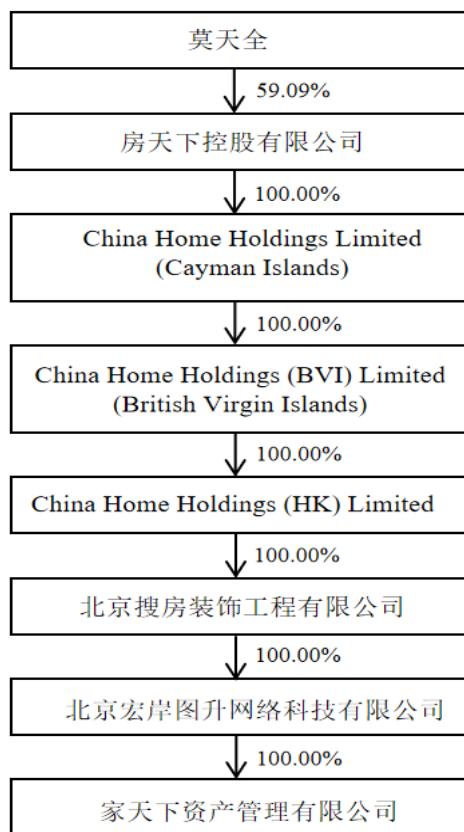 莫天全
59.09%
房天下控股有限公司
100.00%
China Home Holdings Limited
(Cayman Islands)
100.00%
China Home Holdings (BVI) Limited
(British Virgin Islands)
100.00%
China Home Holdings (HK) Limited
100.00%
北京搜房装饰工程有限公司
100.00%
北京宏岸图升网络科技有限公司
100.00%
家天下资产管理有限公司